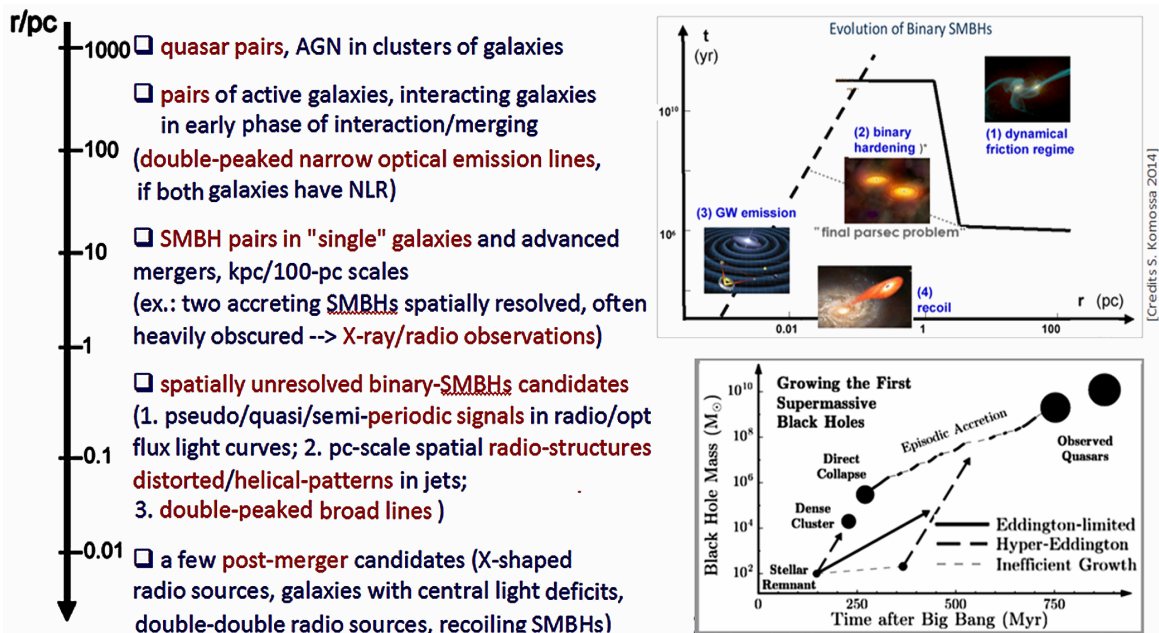 r/pc
1000
100
10
1
0.1
0.01
❑ quasar pairs, AGN in clusters of galaxies
❑ pairs of active galaxies, interacting galaxies
in early phase of interaction/merging
(double-peaked narrow optical emission lines,
if both galaxies have NLR)
❑ SMBH pairs in "single" galaxies and advanced
mergers, kpc/100-pc scales
(ex.: two accreting SMBHs spatially resolved, often
heavily obscured --> X-ray/radio observations)
❑ spatially unresolved binary-SMBHs candidates
(1. pseudo/quasi/semi-periodic signals in radio/opt
flux light curves; 2. pc-scale spatial radio-structures
distorted/helical-patterns in jets;
3. double-peaked broad lines )
❑ a few post-merger candidates (X-shaped
radio sources, galaxies with central light deficits,
double-double radio sources, recoiling SMBHs)
Evolution of Binary SMBHs
t
(yr)
10¹⁰
10⁶
(1) dynamical
friction regime
(2) binary
hardening )*
(3) GW emission
"final parsec problem"
(4)
recoil
r (pc)
0.01
1
100
[Credits S. Komossa 2014]
Growing the First
Supermassive
Black Holes
Black Hole Mass (M☉)
10¹⁰
10⁸
10⁶
10⁴
10²
Episodic Accretion
Observed
Quasars
Direct
Collapse
Dense
Cluster
Stellar
Remnant
Eddington-limited
Hyper-Eddington
Inefficient Growth
0
250
500
750
Time after Big Bang (Myr)